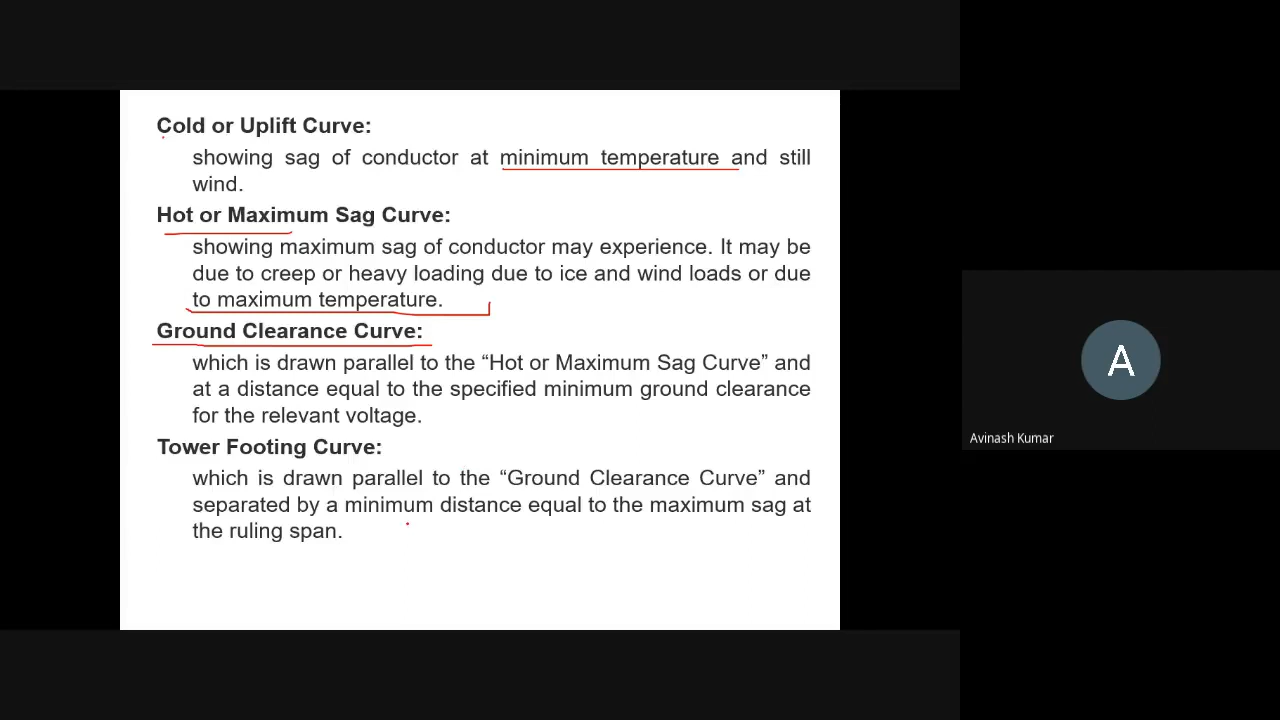 Cold or Uplift Curve:
showing sag of conductor at minimum temperature and still
wind.
Hot or Maximum Sag Curve:
showing maximum sag of conductor may experience. It may be
due to creep or heavy loading due to ice and wind loads or due
to maximum temperature.
Ground Clearance Curve:
which is drawn parallel to the “Hot or Maximum Sag Curve” and
at a distance equal to the specified minimum ground clearance
for the relevant voltage.
Tower Footing Curve:
which is drawn parallel to the “Ground Clearance Curve” and
separated by a minimum distance equal to the maximum sag at
the ruling span.
A
Avinash Kumar